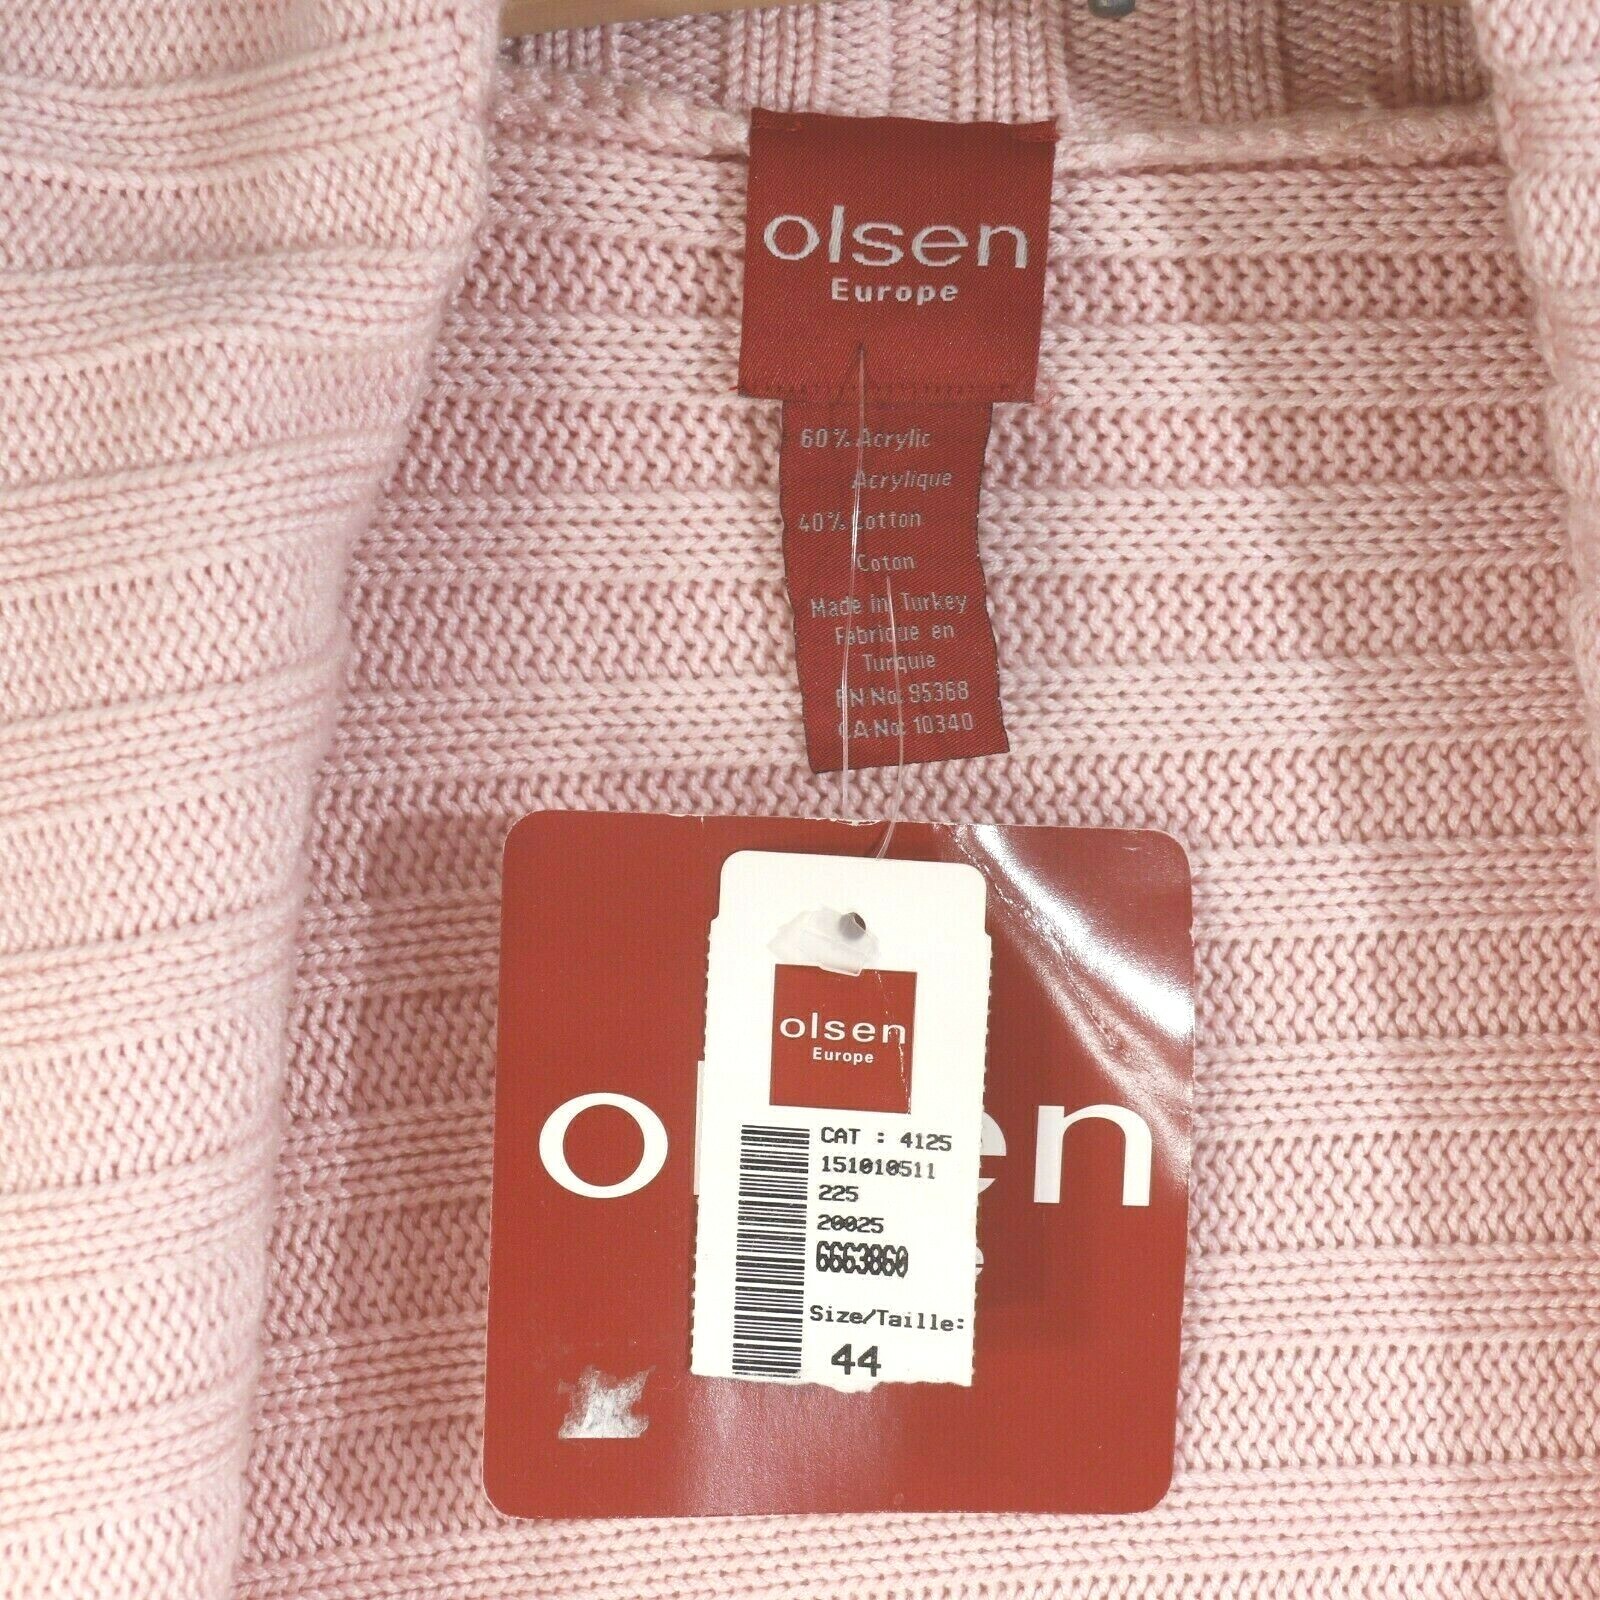 olsen
Europe
60% Acrylic
Acrylique
40% Cotton
Coton
Made in Turkey
Fabrique en
Turquie
RN-No: 95368
CA-No: 10340
olsen
Europe
CAT : 4125
151010511
225
20025
6663860
Size/Taille:
44
o en
e